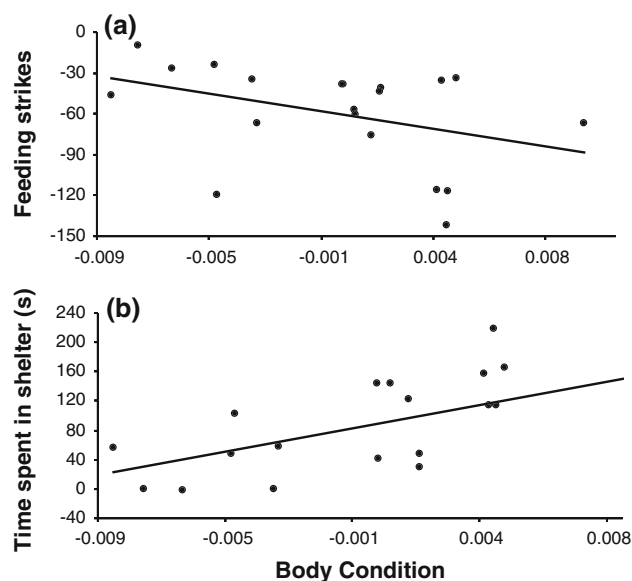 (a)
Feeding strikes
0
-30
-60
-90
-120
-150
-0.009 -0.005 -0.001 0.004 0.008
(b)
Time spent in shelter (s)
240
200
160
120
80
40
0
-40
-0.009 -0.005 -0.001 0.004 0.008
Body Condition